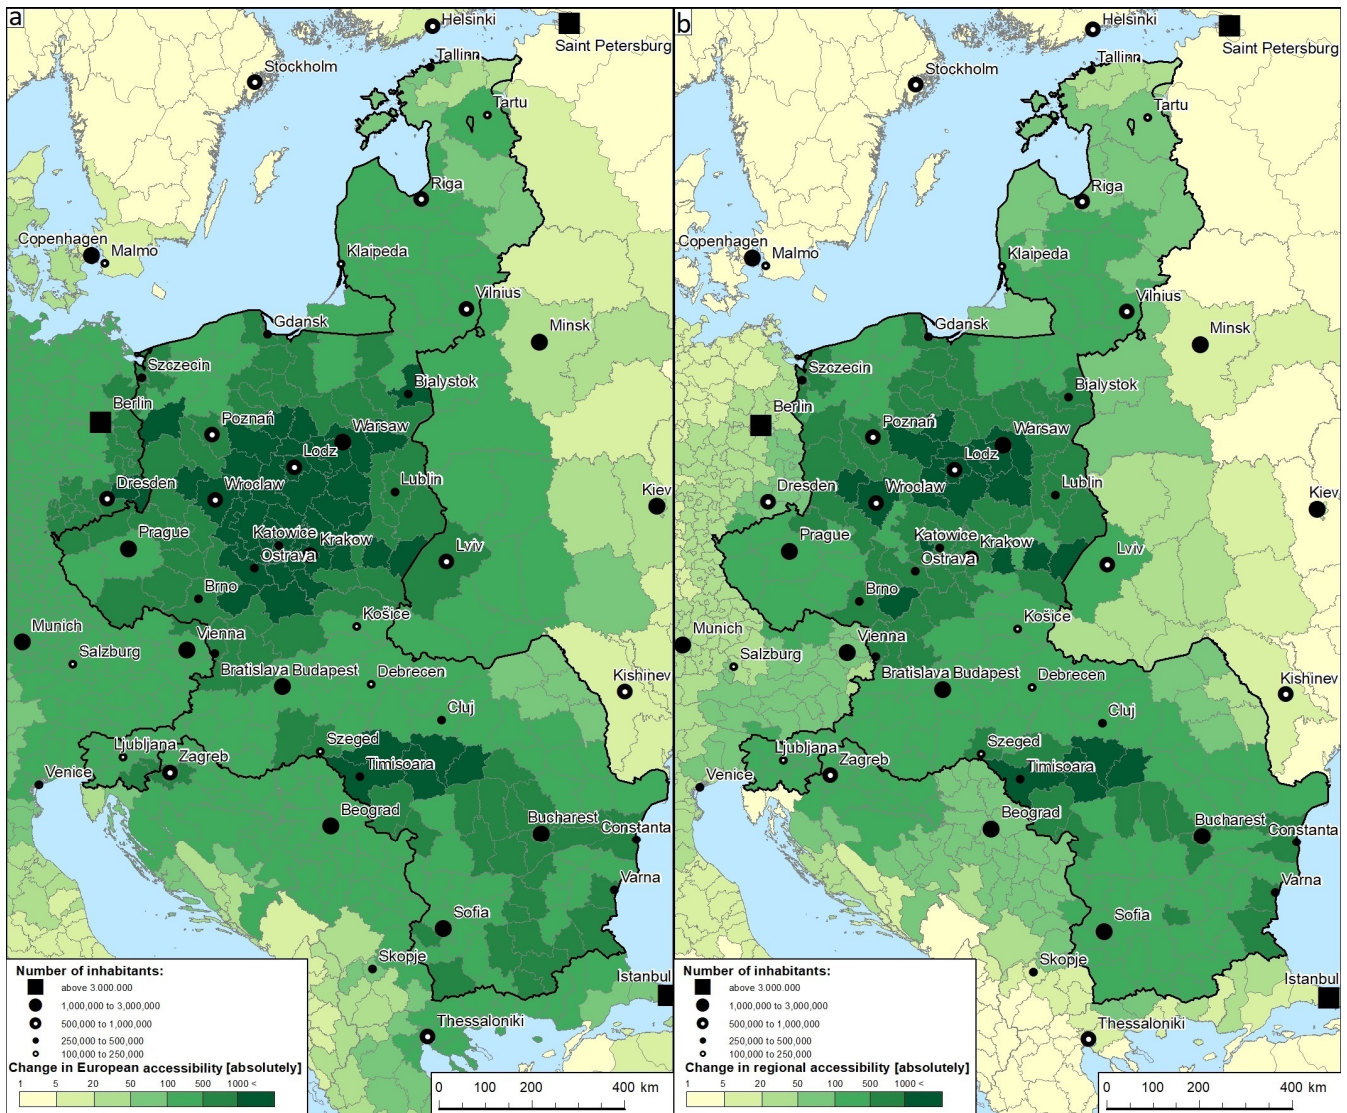 a
Helsinki
Saint Petersburg
Tallinn
Stockholm
Tartu
Riga
Copenhagen
Malmo
Klaipeda
Vilnius
Gdansk
Minsk
Szczecin
Bjalystok
Berlin
Poznań
Warsaw
Lodz
Dresden
Wroclaw
Lublin
Kiev
Prague
Katowice
Krakow
Lviv
Ostrava
Brno
Košice
Munich
Vienna
Salzburg
Bratislava Budapest
Debrecen
Kishinev
Cluj
Ljubljana
Szeged
Zagreb
Venice
Timisoara
Beograd
Bucharest
Constanta
Varna
Sofia
Skopje
Istanbul
Thessaloniki
Number of inhabitants:
above 3.000.000
1,000,000 to 3,000,000
500,000 to 1,000,000
250,000 to 500,000
100,000 to 250,000
Change in European accessibility [absolutely]
1 5 20 50 100 500 1000 <
0 100 200 400 km
b
Helsinki
Saint Petersburg
Tallinn
Stockholm
Tartu
Riga
Copenhagen
Malmo
Klaipeda
Vilnius
Gdansk
Minsk
Szczecin
Bjalystok
Berlin
Poznań
Warsaw
Lodz
Dresden
Wroclaw
Lublin
Kiev
Prague
Katowice
Krakow
Lviv
Ostrava
Brno
Košice
Munich
Vienna
Salzburg
Bratislava Budapest
Debrecen
Kishinev
Cluj
Ljubljana
Szeged
Zagreb
Venice
Timisoara
Beograd
Bucharest
Constanta
Varna
Sofia
Skopje
Istanbul
Thessaloniki
Number of inhabitants:
above 3.000.000
1,000,000 to 3,000,000
500,000 to 1,000,000
250,000 to 500,000
100,000 to 250,000
Change in regional accessibility [absolutely]
1 5 20 50 100 500 1000 <
0 100 200 400 km